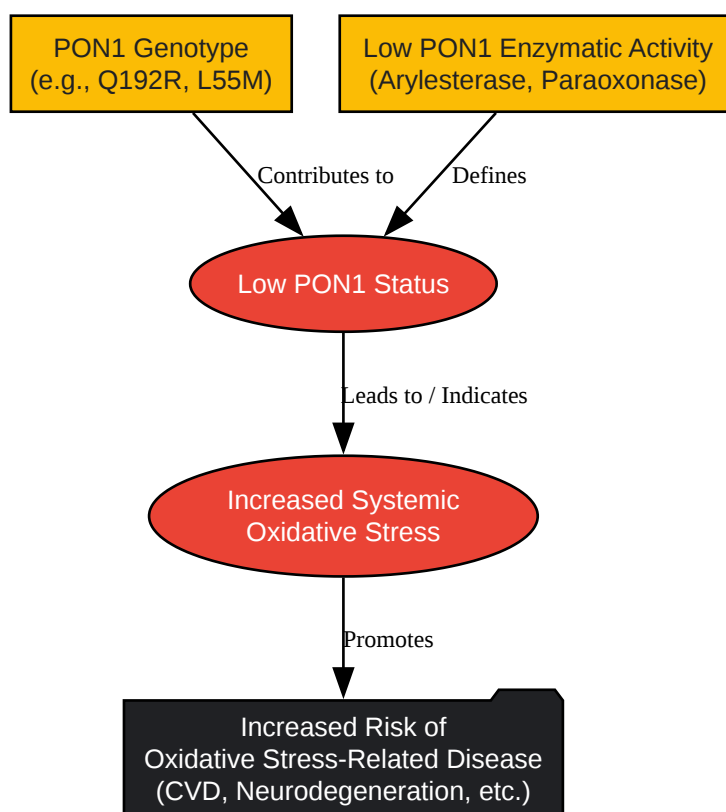 PON1 Genotype
(e.g., Q192R, L55M)
Low PON1 Enzymatic Activity
(Arylesterase, Paraoxonase)
Contributes to
Defines
Low PON1 Status
Leads to / Indicates
Increased Systemic
Oxidative Stress
Promotes
Increased Risk of
Oxidative Stress-Related Disease
(CVD, Neurodegeneration, etc.)